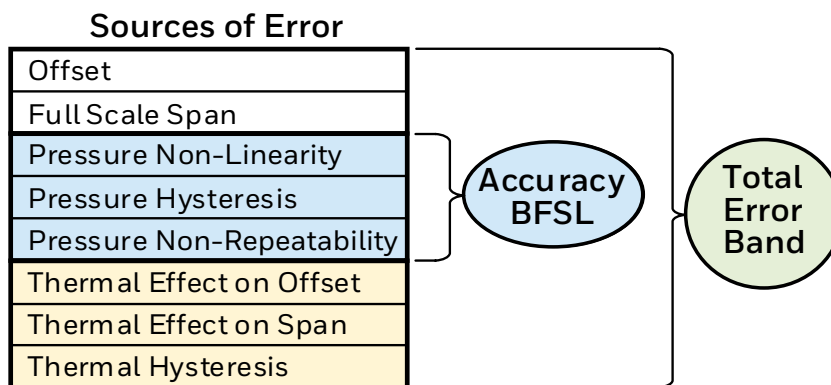 Sources of Error
Offset
Full Scale Span
Pressure Non-Linearity
Pressure Hysteresis
Pressure Non-Repeatability
Thermal Effect on Offset
Thermal Effect on Span
Thermal Hysteresis
Accuracy
BFSL
Total
Error
Band